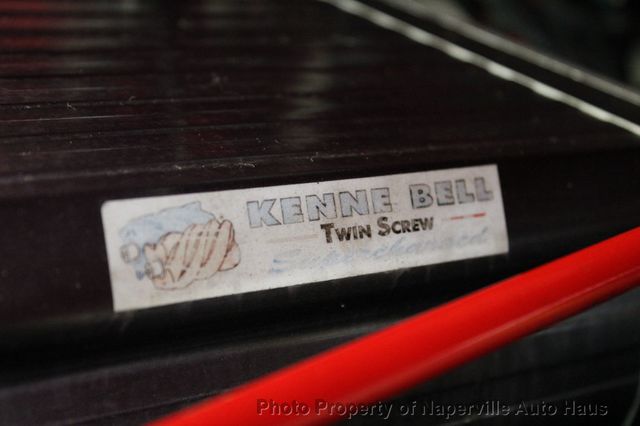 KENNE BELL
TWIN SCREW
Supercharged
Photo Property of Naperville Auto Haus